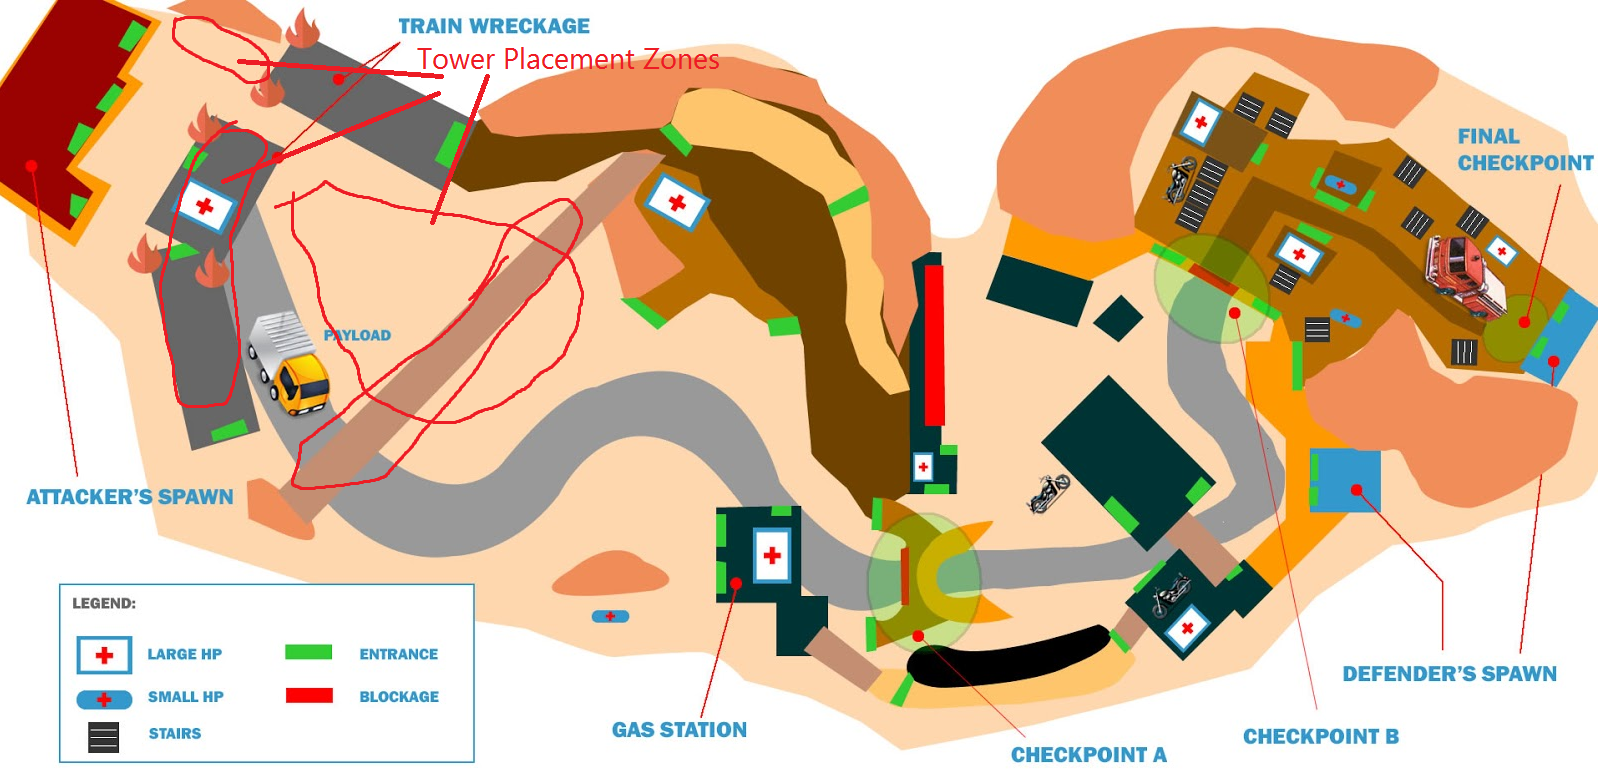 TRAIN WRECKAGE
Tower Placement Zones
FINAL
CHECKPOINT
PAYLOAD
ATTACKER'S SPAWN
LEGEND:
LARGE HP
ENTRANCE
SMALL HP
BLOCKAGE
STAIRS
GAS STATION
CHECKPOINT A
CHECKPOINT B
DEFENDER'S SPAWN